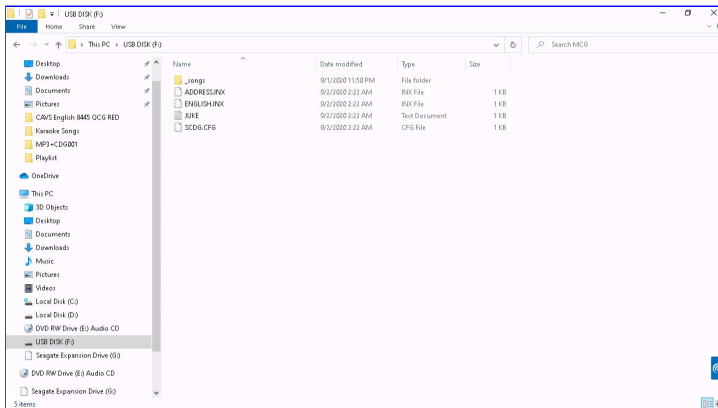 USB DISK (F:)
File Home Share View
This PC > USB DISK (F:)
Search MCG
Name Date modified Type Size
_songs 9/1/2020 11:50 PM File folder
ADDRESS.INX 9/2/2020 2:22 AM INX File 1 KB
ENGLISH.INX 9/2/2020 2:22 AM INX File 1 KB
JUKE 9/2/2020 2:22 AM Text Document 1 KB
SCDG.CFG 9/2/2020 2:22 AM CFG File 1 KB
Desktop
Downloads
Documents
Pictures
CAVS English 8445 QCG RED
Karaoke Songs
MP3+CDG001
Playlist
OneDrive
This PC
3D Objects
Desktop
Documents
Downloads
Music
Pictures
Videos
Local Disk (C:)
Local Disk (D:)
DVD RW Drive (E:) Audio CD
USB DISK (F:)
Seagate Expansion Drive (G:)
DVD RW Drive (E:) Audio CD
Seagate Expansion Drive (G:)
5 items